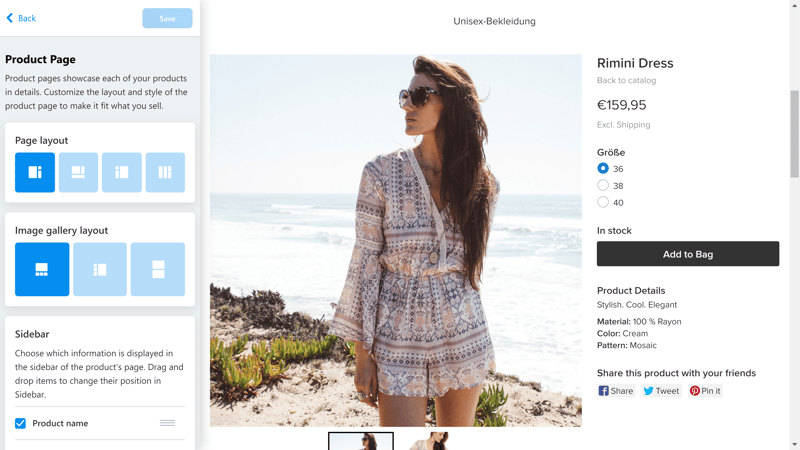 Back
Save
Product Page
Product pages showcase each of your products
in details. Customize the layout and style of the
product page to make it fit what you sell.
Page layout
Image gallery layout
Sidebar
Choose which information is displayed in
the sidebar of the product's page. Drag and
drop items to change their position in
Sidebar.
Product name
Unisex-Bekleidung
Rimini Dress
Back to catalog
€159,95
Excl. Shipping
Größe
36
38
40
In stock
Add to Bag
Product Details
Stylish. Cool. Elegant
Material: 100 % Rayon
Color: Cream
Pattern: Mosaic
Share this product with your friends
Share Tweet Pin it